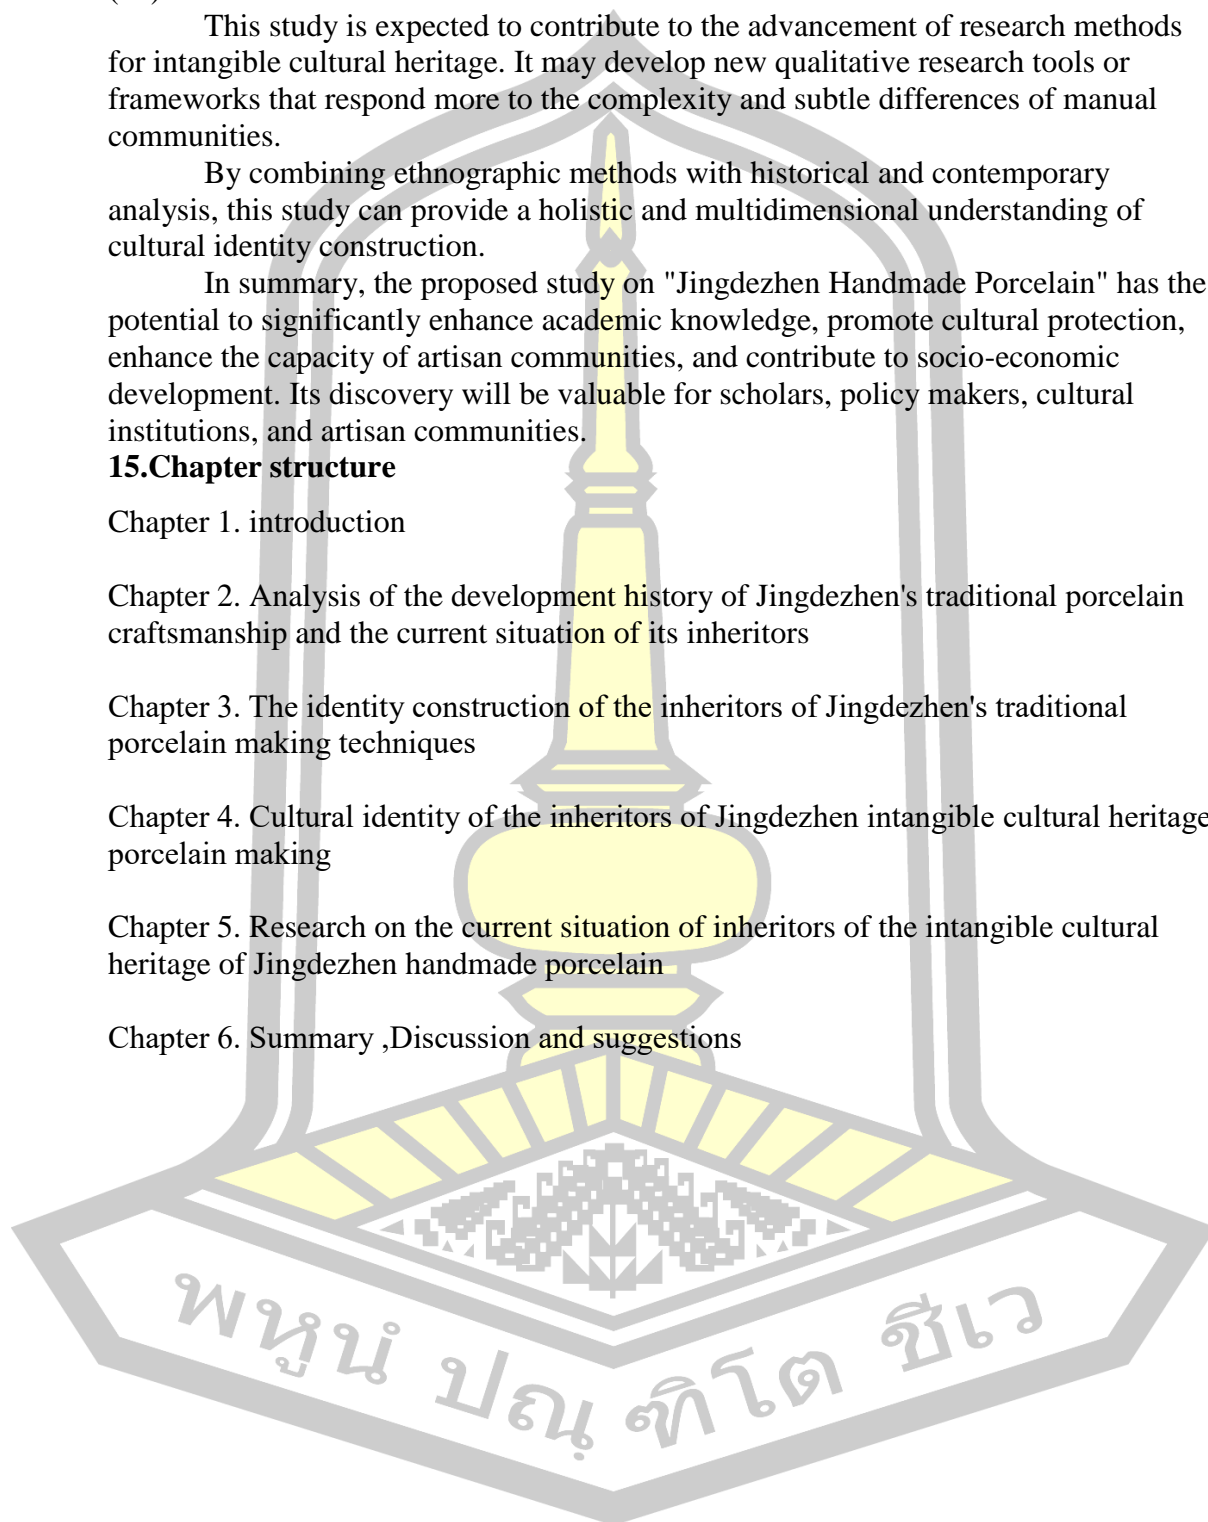 This study is expected to contribute to the advancement of research methods
for intangible cultural heritage. It may develop new qualitative research tools or
frameworks that respond more to the complexity and subtle differences of manual
communities.
By combining ethnographic methods with historical and contemporary
analysis, this study can provide a holistic and multidimensional understanding of
cultural identity construction.
In summary, the proposed study on "Jingdezhen Handmade Porcelain" has the
potential to significantly enhance academic knowledge, promote cultural protection,
enhance the capacity of artisan communities, and contribute to socio-economic
development. Its discovery will be valuable for scholars, policy makers, cultural
institutions, and artisan communities.
15.Chapter structure
Chapter 1. introduction
Chapter 2. Analysis of the development history of Jingdezhen's traditional porcelain
craftsmanship and the current situation of its inheritors
Chapter 3. The identity construction of the inheritors of Jingdezhen's traditional
porcelain making techniques
Chapter 4. Cultural identity of the inheritors of Jingdezhen intangible cultural heritage
porcelain making
Chapter 5. Research on the current situation of inheritors of the intangible cultural
heritage of Jingdezhen handmade porcelain
Chapter 6. Summary ,Discussion and suggestions
พหูนํ ปณฺฑิโต ชีเว